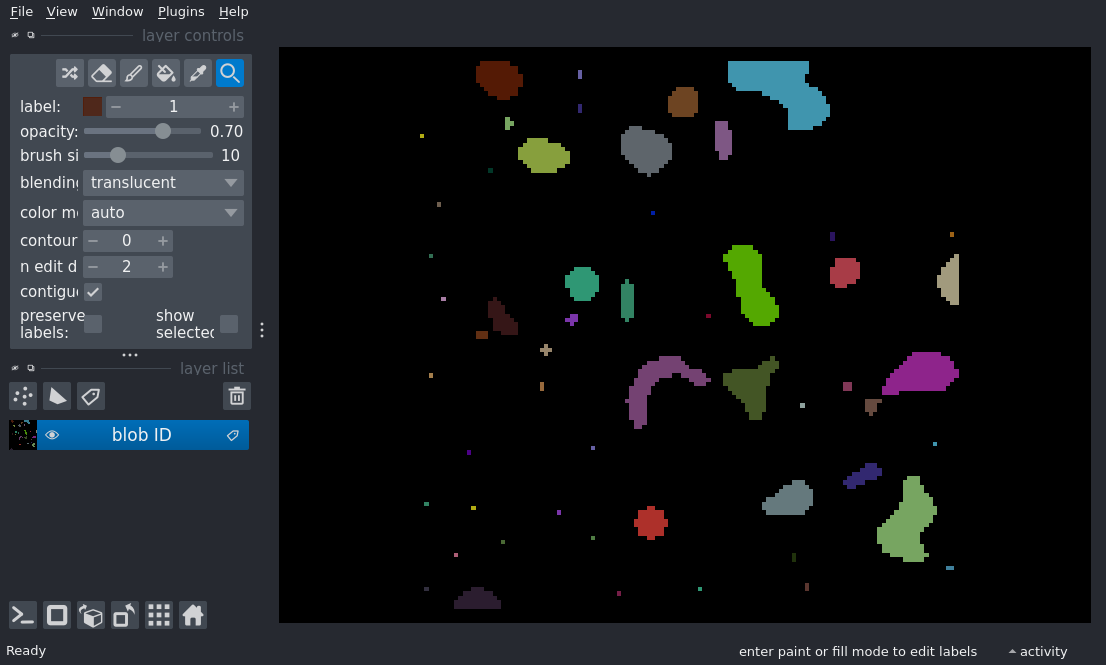 File View Window Plugins Help
layer controls
label: 1
opacity: 0.70
brush si 10
blending translucent
color m auto
contour 0
n edit d 2
contigu
preserve labels: show selected
layer list
blob ID
Ready enter paint or fill mode to edit labels activity